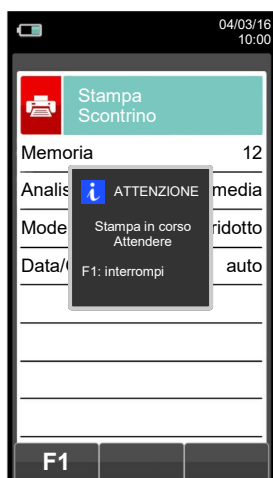 04/03/16
10:00
Stampa
Scontrino
Memoria 12
Analis media
Mode ridotto
Data/ auto
ATTENZIONE
Stampa in corso
Attendere
F1: interrompi
F1